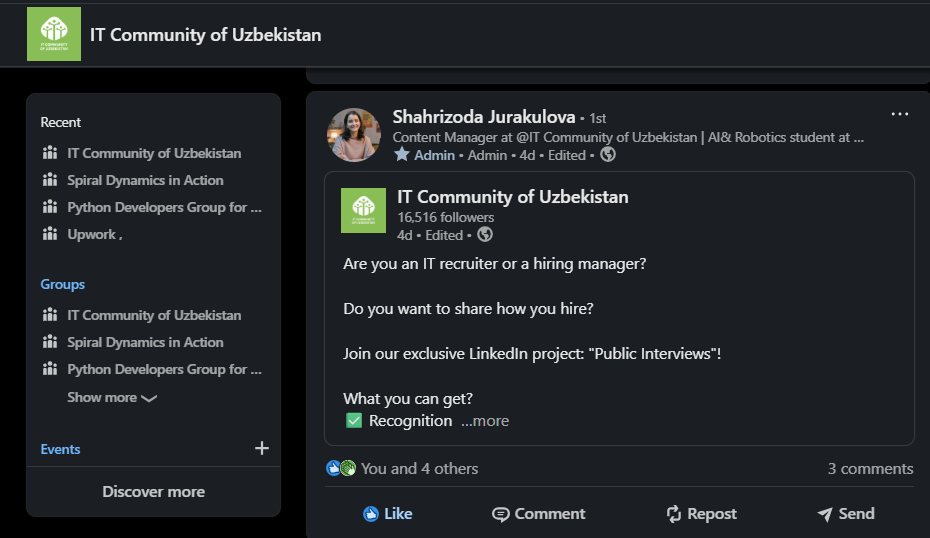 IT Community of Uzbekistan
Recent
IT Community of Uzbekistan
Spiral Dynamics in Action
Python Developers Group for ...
Upwork .
Groups
IT Community of Uzbekistan
Spiral Dynamics in Action
Python Developers Group for ...
Show more
Events
Discover more
Shahrizoda Jurakulova • 1st
Content Manager at @IT Community of Uzbekistan | AI& Robotics student at ...
Admin • Admin • 4d • Edited •
IT Community of Uzbekistan
16,516 followers
4d • Edited •
Are you an IT recruiter or a hiring manager?
Do you want to share how you hire?
Join our exclusive LinkedIn project: "Public Interviews"!
What you can get?
✅ Recognition ...more
You and 4 others
3 comments
Like
Comment
Repost
Send